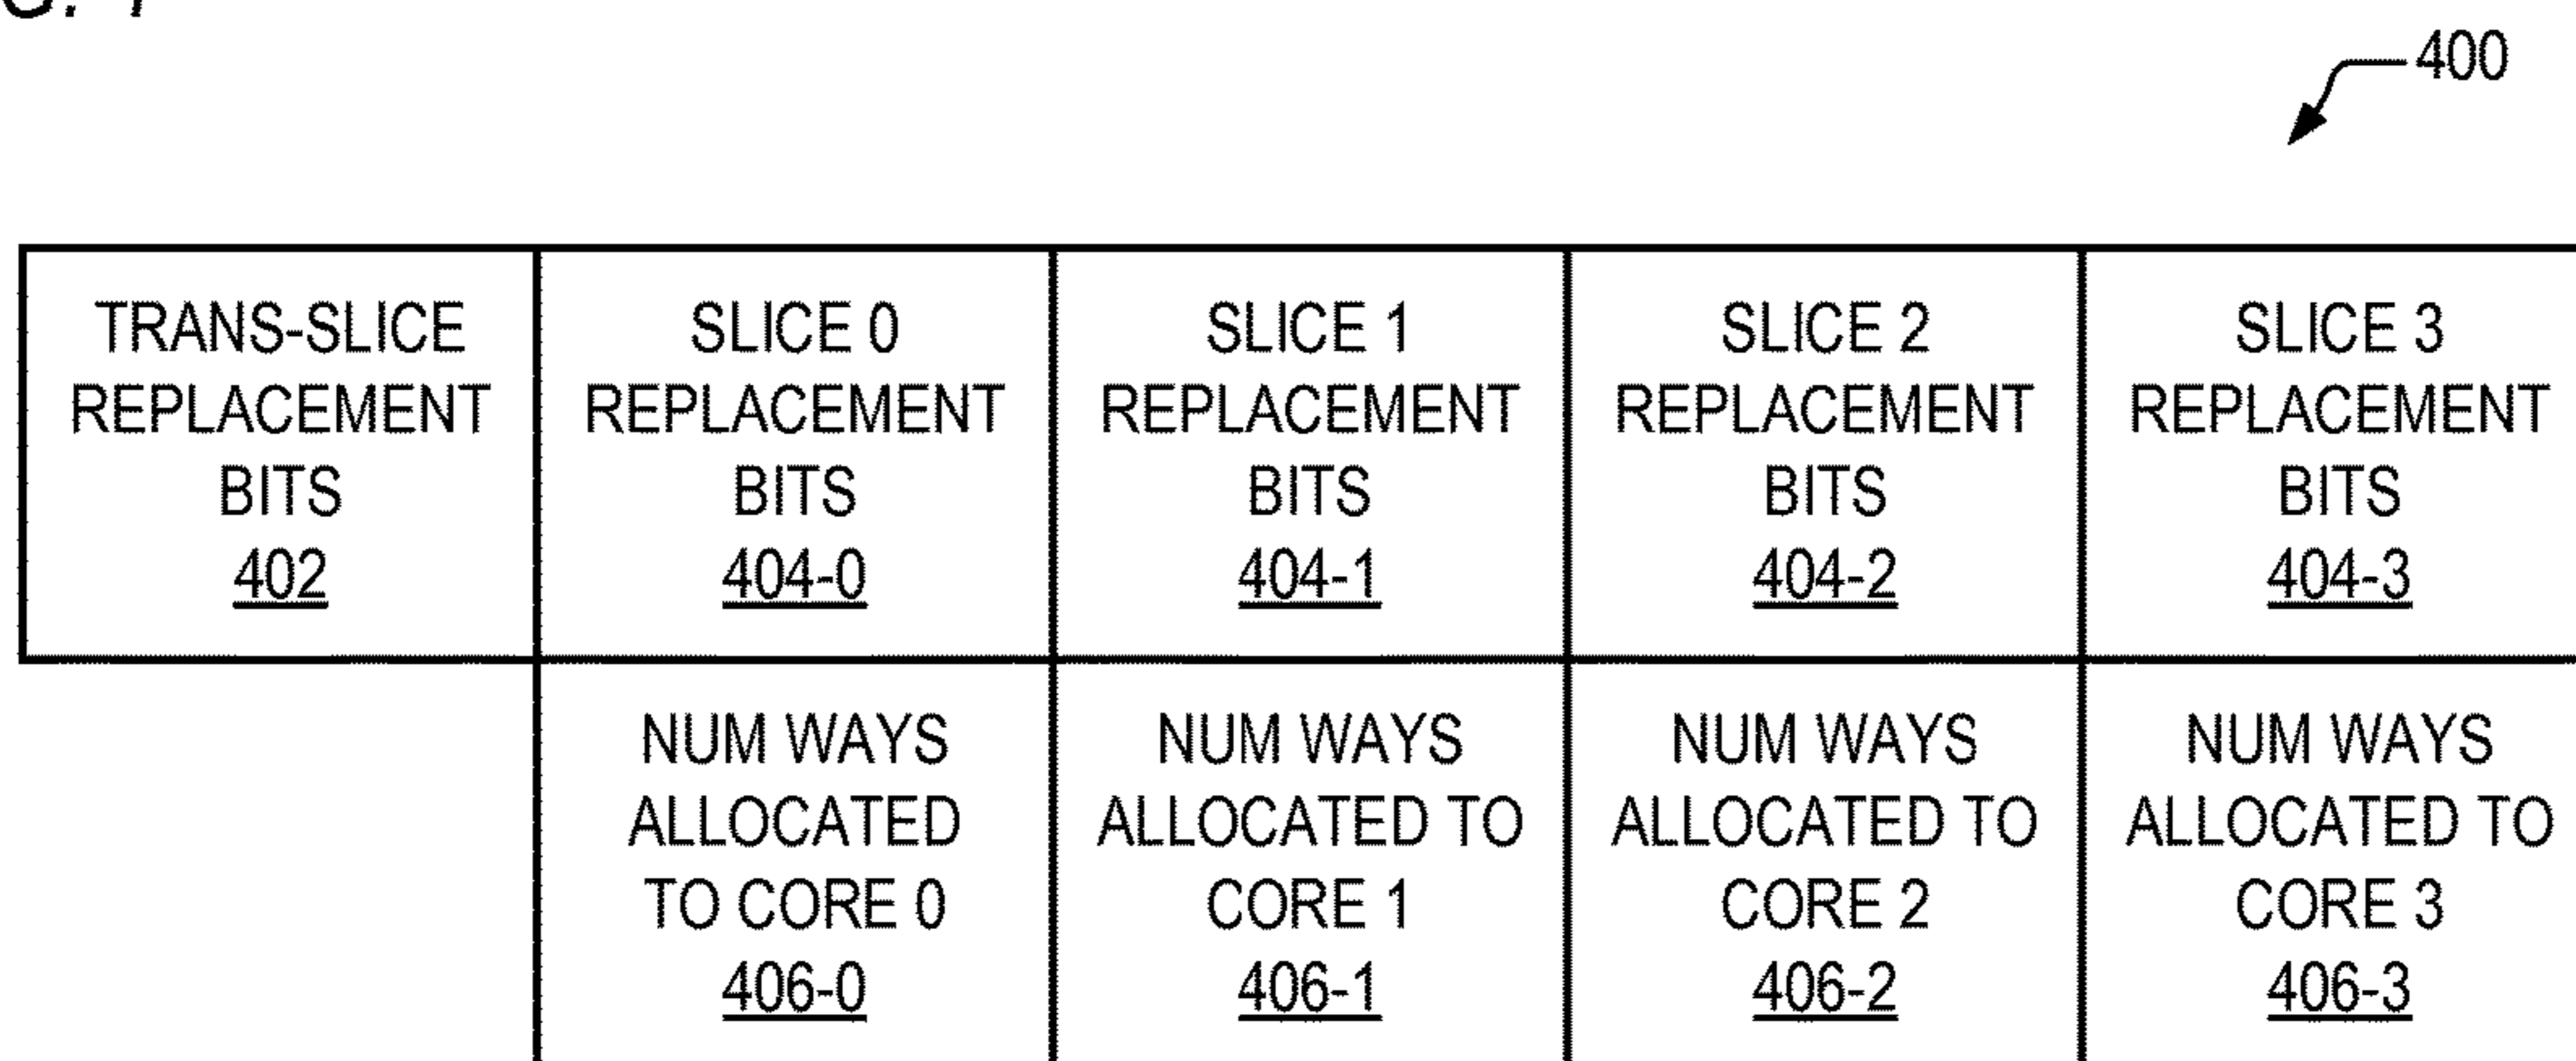 400
TRANS-SLICE
REPLACEMENT
BITS
402
SLICE 0
REPLACEMENT
BITS
404-0
SLICE 1
REPLACEMENT
BITS
404-1
SLICE 2
REPLACEMENT
BITS
404-2
SLICE 3
REPLACEMENT
BITS
404-3
NUM WAYS
ALLOCATED
TO CORE 0
406-0
NUM WAYS
ALLOCATED TO
CORE 1
406-1
NUM WAYS
ALLOCATED TO
CORE 2
406-2
NUM WAYS
ALLOCATED TO
CORE 3
406-3